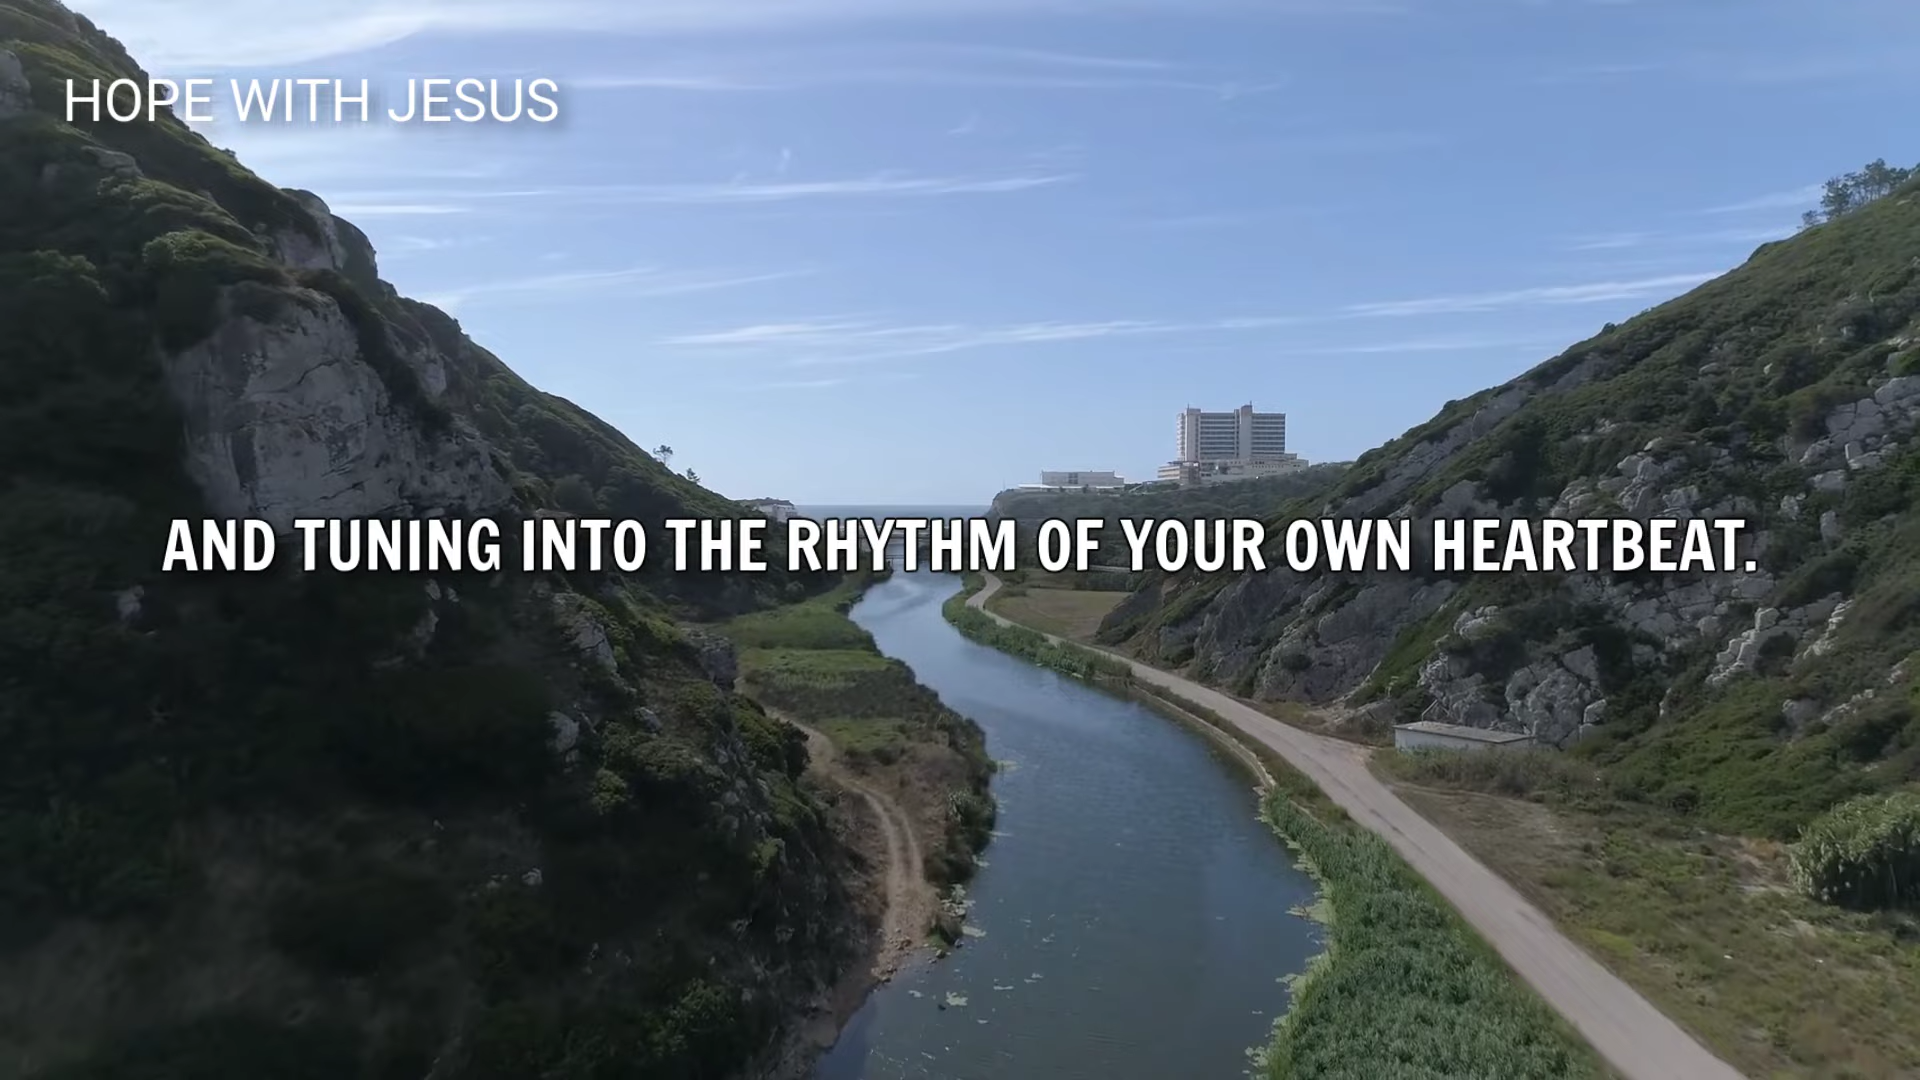 HOPE WITH JESUS
AND TUNING INTO THE RHYTHM OF YOUR OWN HEARTBEAT.